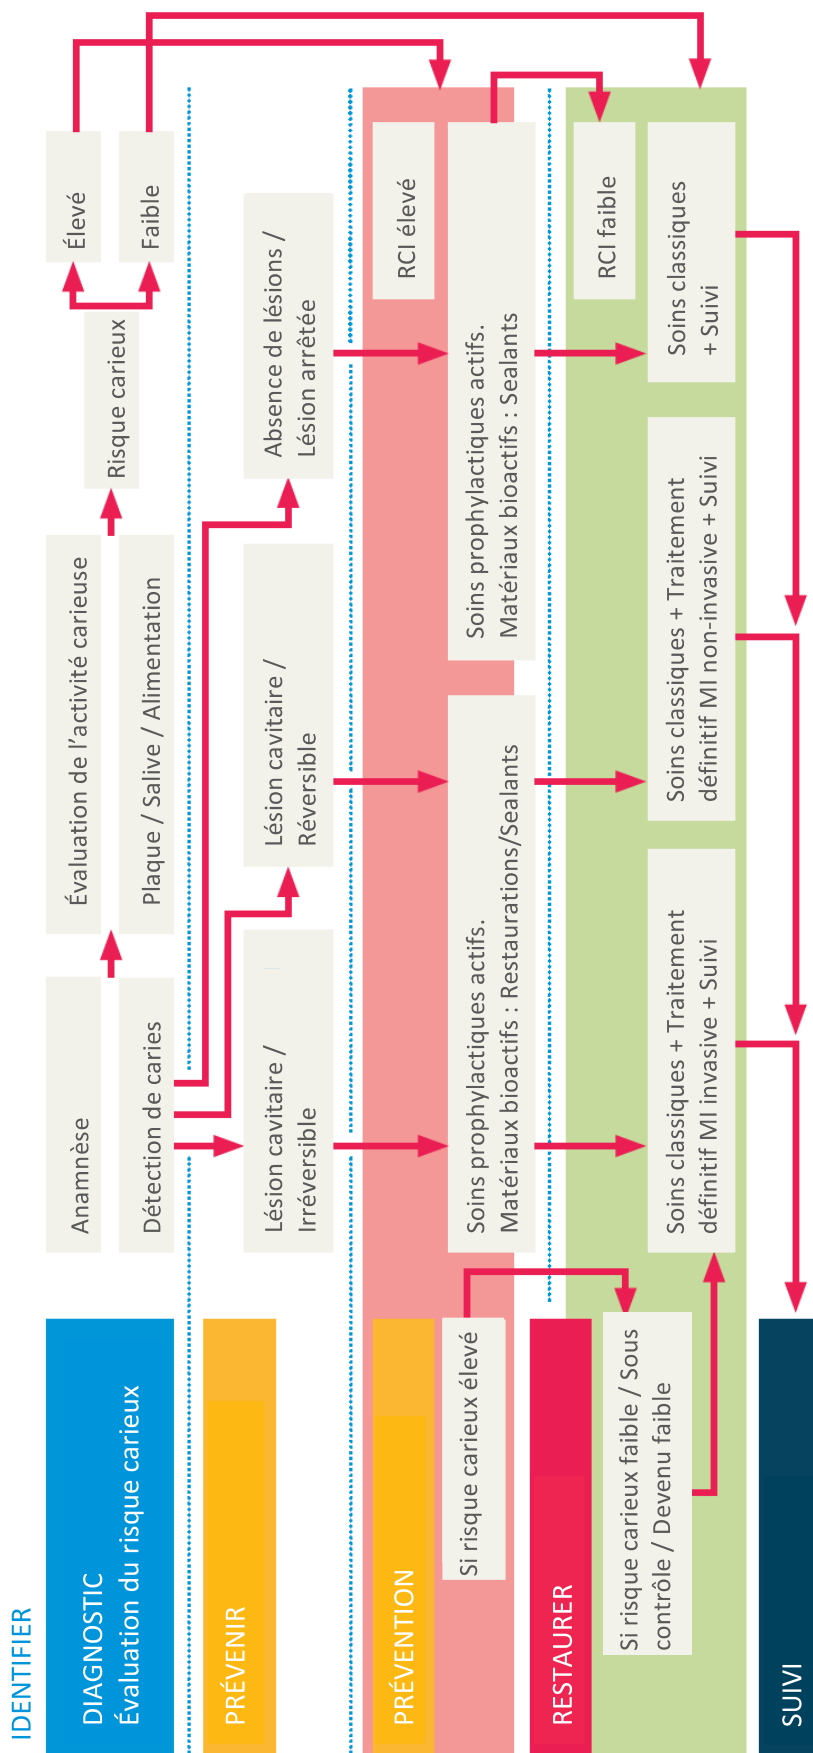 IDENTIFIER
DIAGNOSTIC
Évaluation du risque carieux
Anamnèse
Détection de caries
Évaluation de l’activité carieuse
Plaque / Salive / Alimentation
Risque carieux
Élevé
Faible
PRÉVENIR
Lésion cavitaire /
Irréversible
Lésion cavitaire /
Réversible
Absence de lésions /
Lésion arrêtée
PRÉVENTION
Si risque carieux élevé
RCI élevé
Soins prophylactiques actifs.
Matériaux bioactifs : Restaurations/Sealants
Soins prophylactiques actifs.
Matériaux bioactifs : Sealants
RESTAURER
Si risque carieux faible / Sous
contrôle / Devenu faible
RCI faible
Soins classiques + Traitement
définitif MI invasive + Suivi
Soins classiques + Traitement
définitif MI non-invasive + Suivi
Soins classiques
+ Suivi
SUIVI